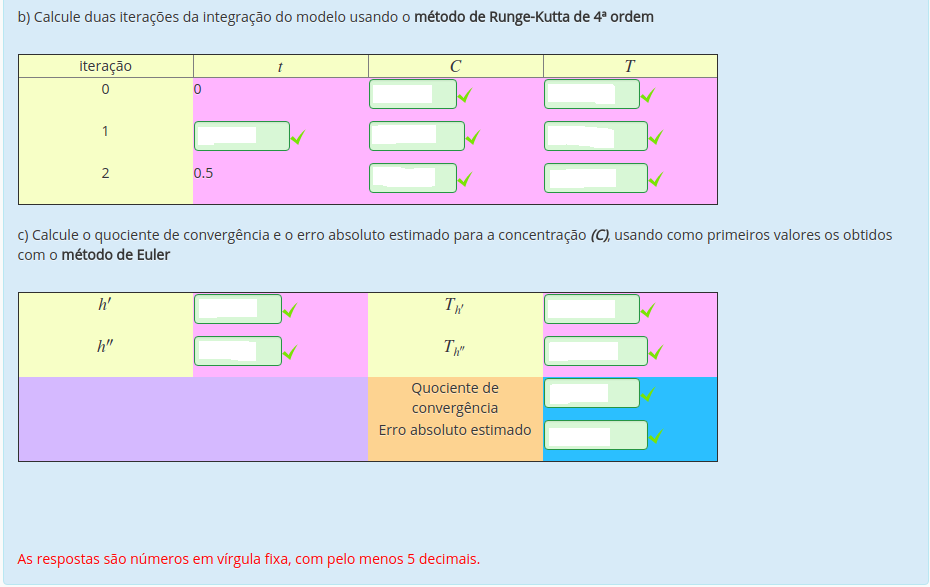 b) Calcule duas iterações da integração do modelo usando o método de Runge-Kutta de 4ª ordem
iteração t C T
0 0
1
2 0.5
c) Calcule o quociente de convergência e o erro absoluto estimado para a concentração (C), usando como primeiros valores os obtidos
com o método de Euler
h' T_h'
h'' T_h''
Quociente de
convergência
Erro absoluto estimado
As respostas são números em vírgula fixa, com pelo menos 5 decimais.